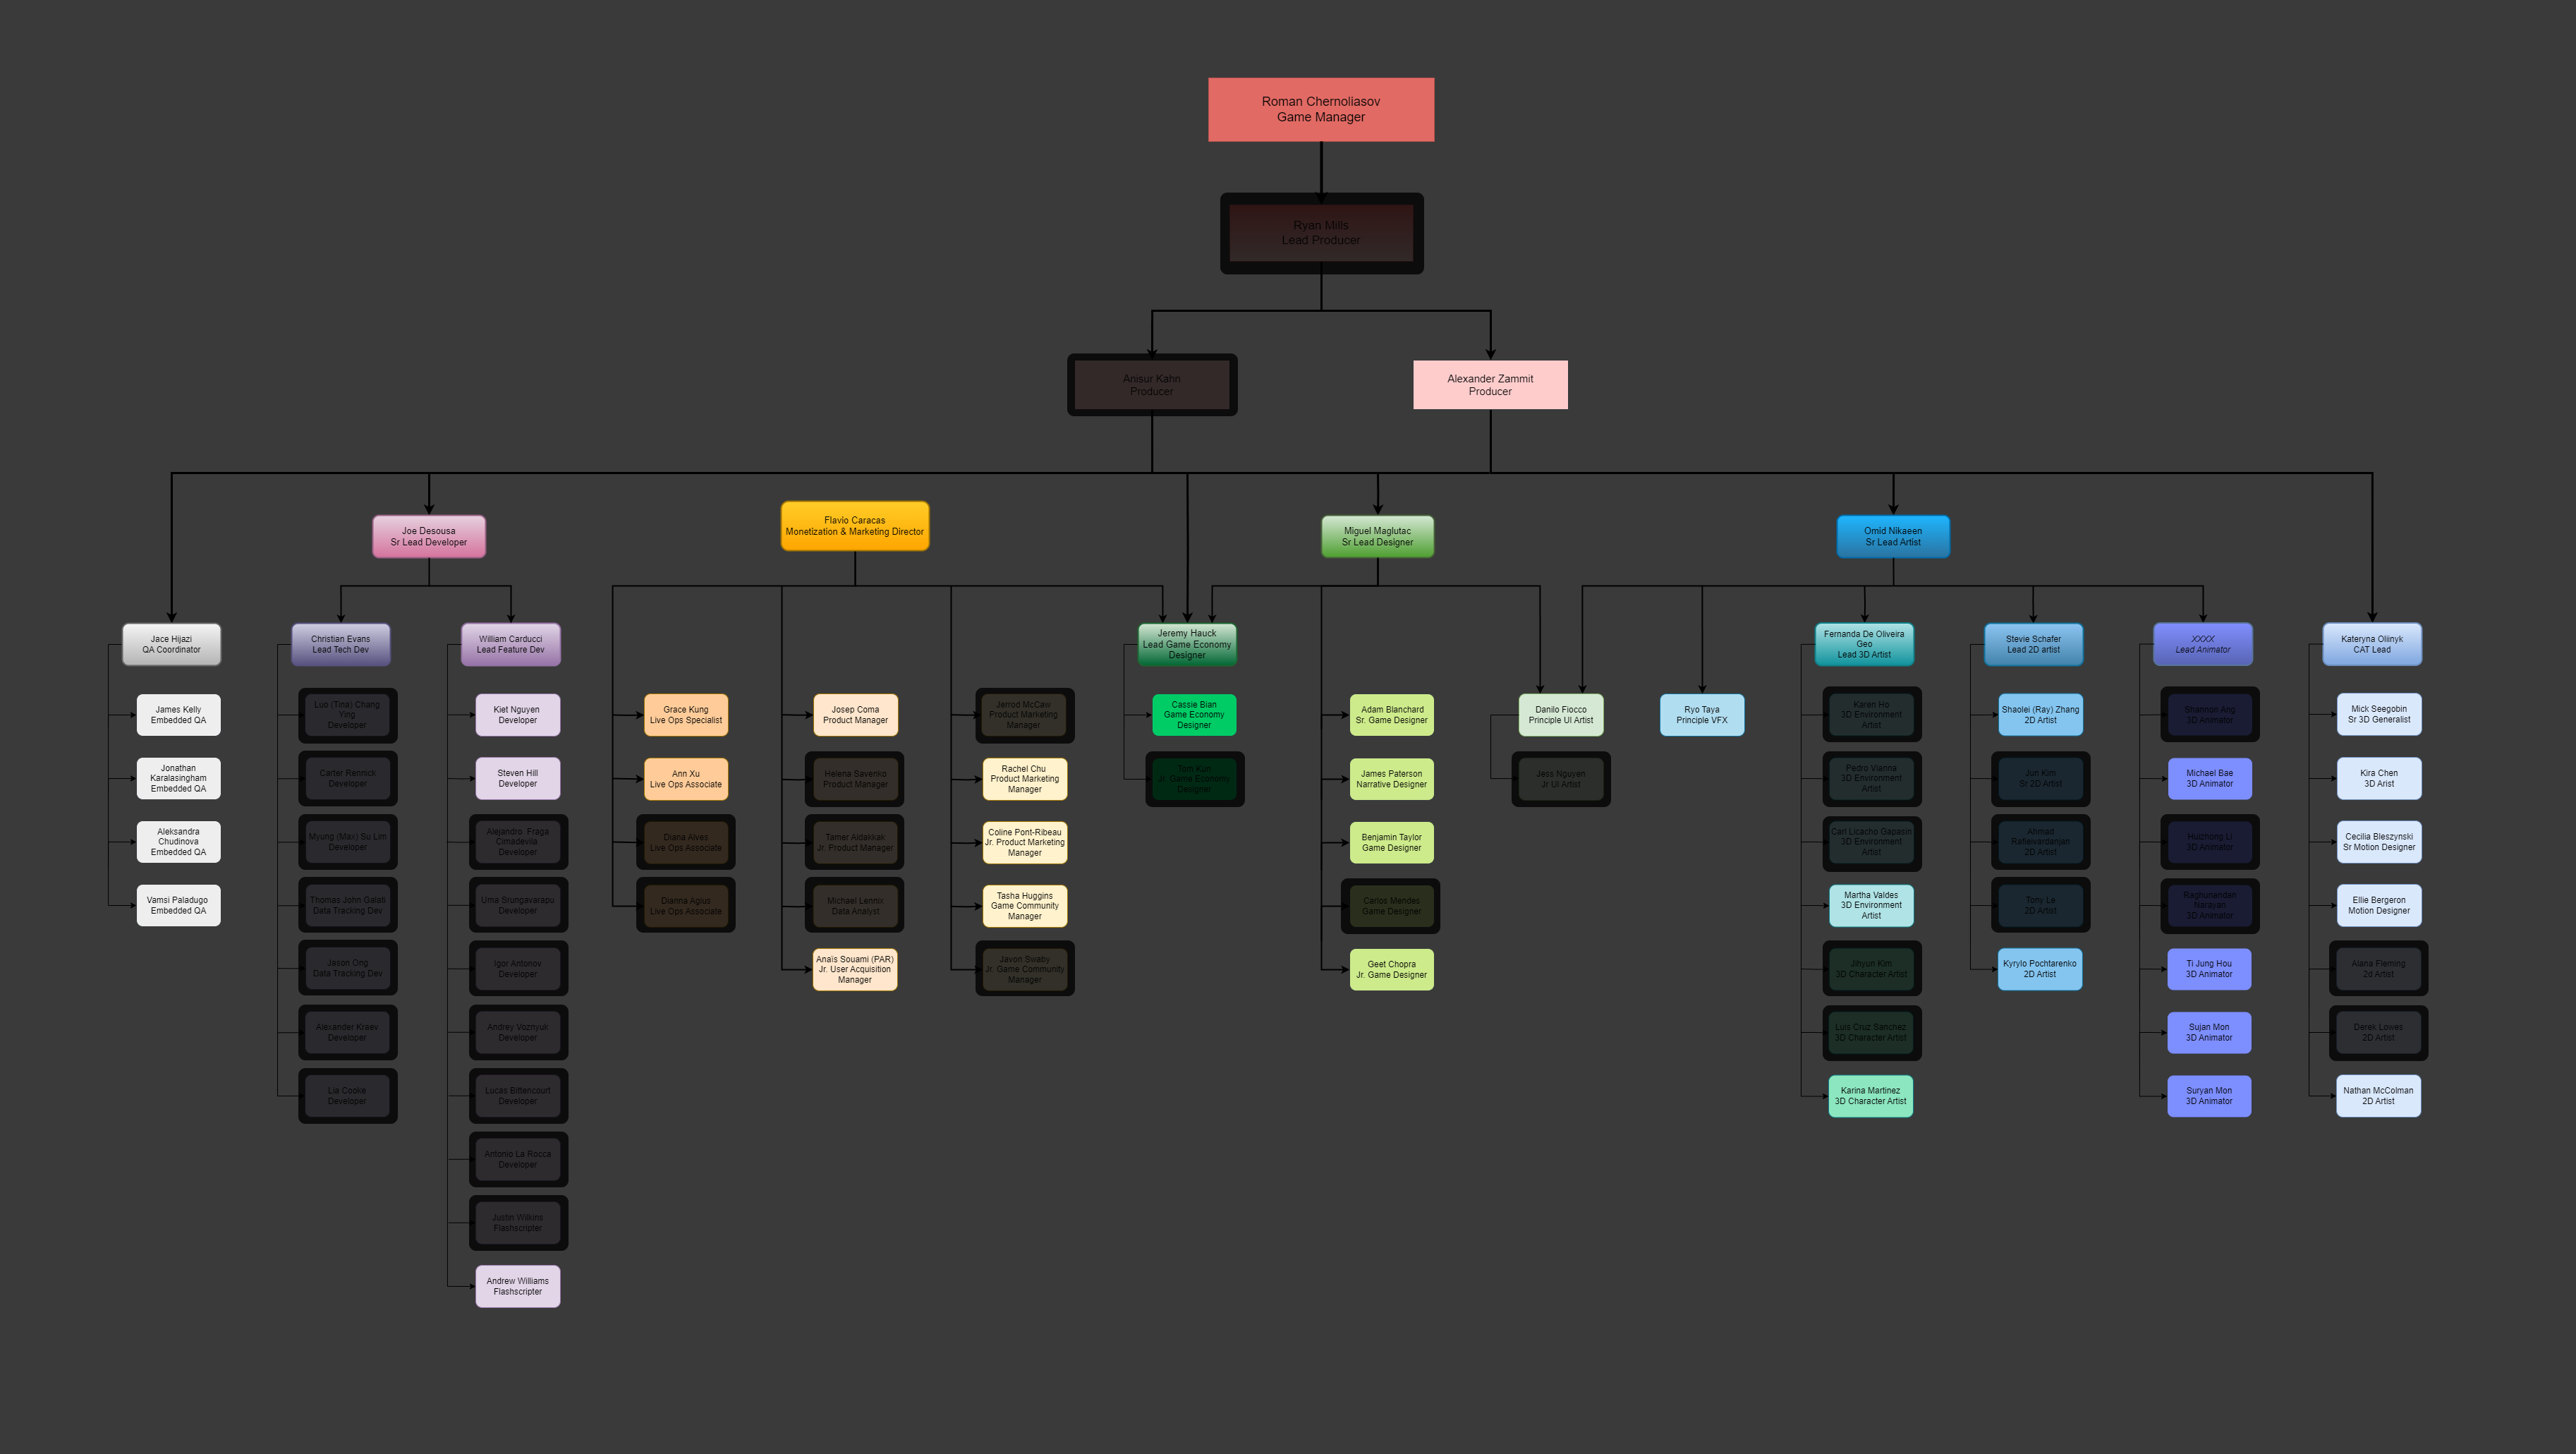 Roman Chernoliasov
Game Manager
Ryan Mills
Lead Producer
Anisur Kahn
Producer
Alexander Zammit
Producer
Joe Desousa
Sr Lead Developer
Flavio Caracas
Monetization & Marketing Director
Miguel Maglutac
Sr Lead Designer
Omid Nikaeen
Sr Lead Artist
Jace Hijazi
QA Coordinator
James Kelly
Embedded QA
Jonathan
Karalasingham
Embedded QA
Aleksandra
Chudinova
Embedded QA
Vamsi Paladugo
Embedded QA
Christian Evans
Lead Tech Dev
Luo (Tina) Chang
Ying
Developer
Carter Rennick
Developer
Myung (Max) Su Lim
Developer
Thomas John Galati
Data Tracking Dev
Jason Ong
Data Tracking Dev
Alexander Kraev
Developer
Lia Cooke
Developer
William Carducci
Lead Feature Dev
Kiet Nguyen
Developer
Steven Hill
Developer
Alejandro Fraga
Cimadevila
Developer
Uma Srungavarapu
Developer
Igor Antonov
Developer
Andrey Voznyuk
Developer
Lucas Bittencourt
Developer
Antonio La Rocca
Developer
Justin Wilkins
Flashscripter
Andrew Williams
Flashscripter
Grace Kung
Live Ops Specialist
Ann Xu
Live Ops Associate
Diana Alves
Live Ops Associate
Dianna Agius
Live Ops Associate
Josep Coma
Product Manager
Helena Savenko
Product Manager
Tamer Aldakkak
Jr. Product Manager
Michael Lennix
Data Analyst
Anaïs Souami (PAR)
Jr. User Acquisition
Manager
Jerrod McCaw
Product Marketing
Manager
Rachel Chu
Product Marketing
Manager
Coline Pont-Ribeau
Jr. Product Marketing
Manager
Tasha Huggins
Game Community
Manager
Javon Swaby
Jr. Game Community
Manager
Jeremy Hauck
Lead Game Economy
Designer
Cassie Bian
Game Economy
Designer
Tom Kun
Jr. Game Economy
Designer
Adam Blanchard
Sr. Game Designer
James Paterson
Narrative Designer
Benjamin Taylor
Game Designer
Carlos Mendes
Game Designer
Geet Chopra
Jr. Game Designer
Danilo Fiocco
Principle UI Artist
Jess Nguyen
Jr UI Artist
Ryo Taya
Principle VFX
Fernanda De Oliveira
Geo
Lead 3D Artist
Karen Ho
3D Environment
Artist
Pedro Vianna
3D Environment
Artist
Carl Licacho Gapasin
3D Environment
Artist
Martha Valdes
3D Environment
Artist
Jihyun Kim
3D Character Artist
Luis Cruz Sanchez
3D Character Artist
Karina Martinez
3D Character Artist
Stevie Schafer
Lead 2D artist
Shaolei (Ray) Zhang
2D Artist
Jun Kim
Sr 2D Artist
Ahmad
Rafieivardanjan
2D Artist
Tony Le
2D Artist
Kyrylo Pochtarenko
2D Artist
XXXX
Lead Animator
Shannan Ang
3D Animator
Michael Bae
3D Animator
Huizhong Li
3D Animator
Raghunandan
Narayan
3D Animator
Ti Jung Hou
3D Animator
Sujan Mon
3D Animator
Suryan Mon
3D Animator
Kateryna Oliinyk
CAT Lead
Mick Seegobin
Sr 3D Generalist
Kira Chen
3D Arist
Cecilia Bleszynski
Sr Motion Designer
Ellie Bergeron
Motion Designer
Alana Fleming
2d Artist
Derek Lowes
2D Artist
Nathan McColman
2D Artist